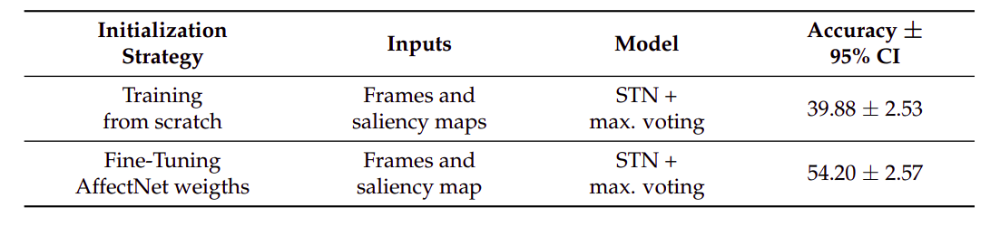 Initialization Strategy Inputs Model Accuracy ± 95% CI
Training from scratch Frames and saliency maps STN + max. voting 39.88 ± 2.53
Fine-Tuning AffectNet weigths Frames and saliency map STN + max. voting 54.20 ± 2.57